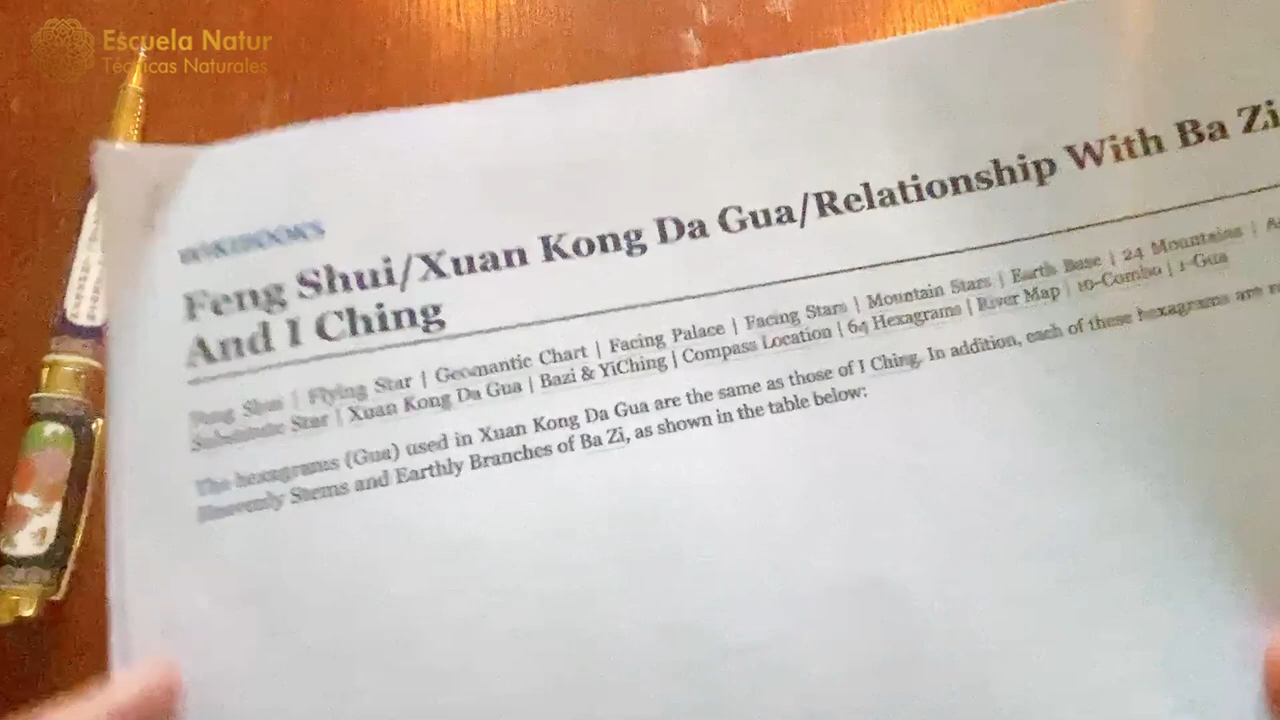 Escuela Natur
Técnicas Naturales
WIKIBOOKS
Feng Shui/Xuan Kong Da Gua/Relationship With Ba Zi
And I Ching
Feng Shui | Flying Star | Geomantic Chart | Facing Palace | Facing Stars | Mountain Stars | Earth Base | 24 Mountains |
Substitute Star | Xuan Kong Da Gua | Bazi & YiChing | Compass Location | 64 Hexagrams | River Map | 10-Combo | 1-Gua
The hexagrams (Gua) used in Xuan Kong Da Gua are the same as those of I Ching. In addition, each of these hexagrams are
Heavenly Stems and Earthly Branches of Ba Zi, as shown in the table below: